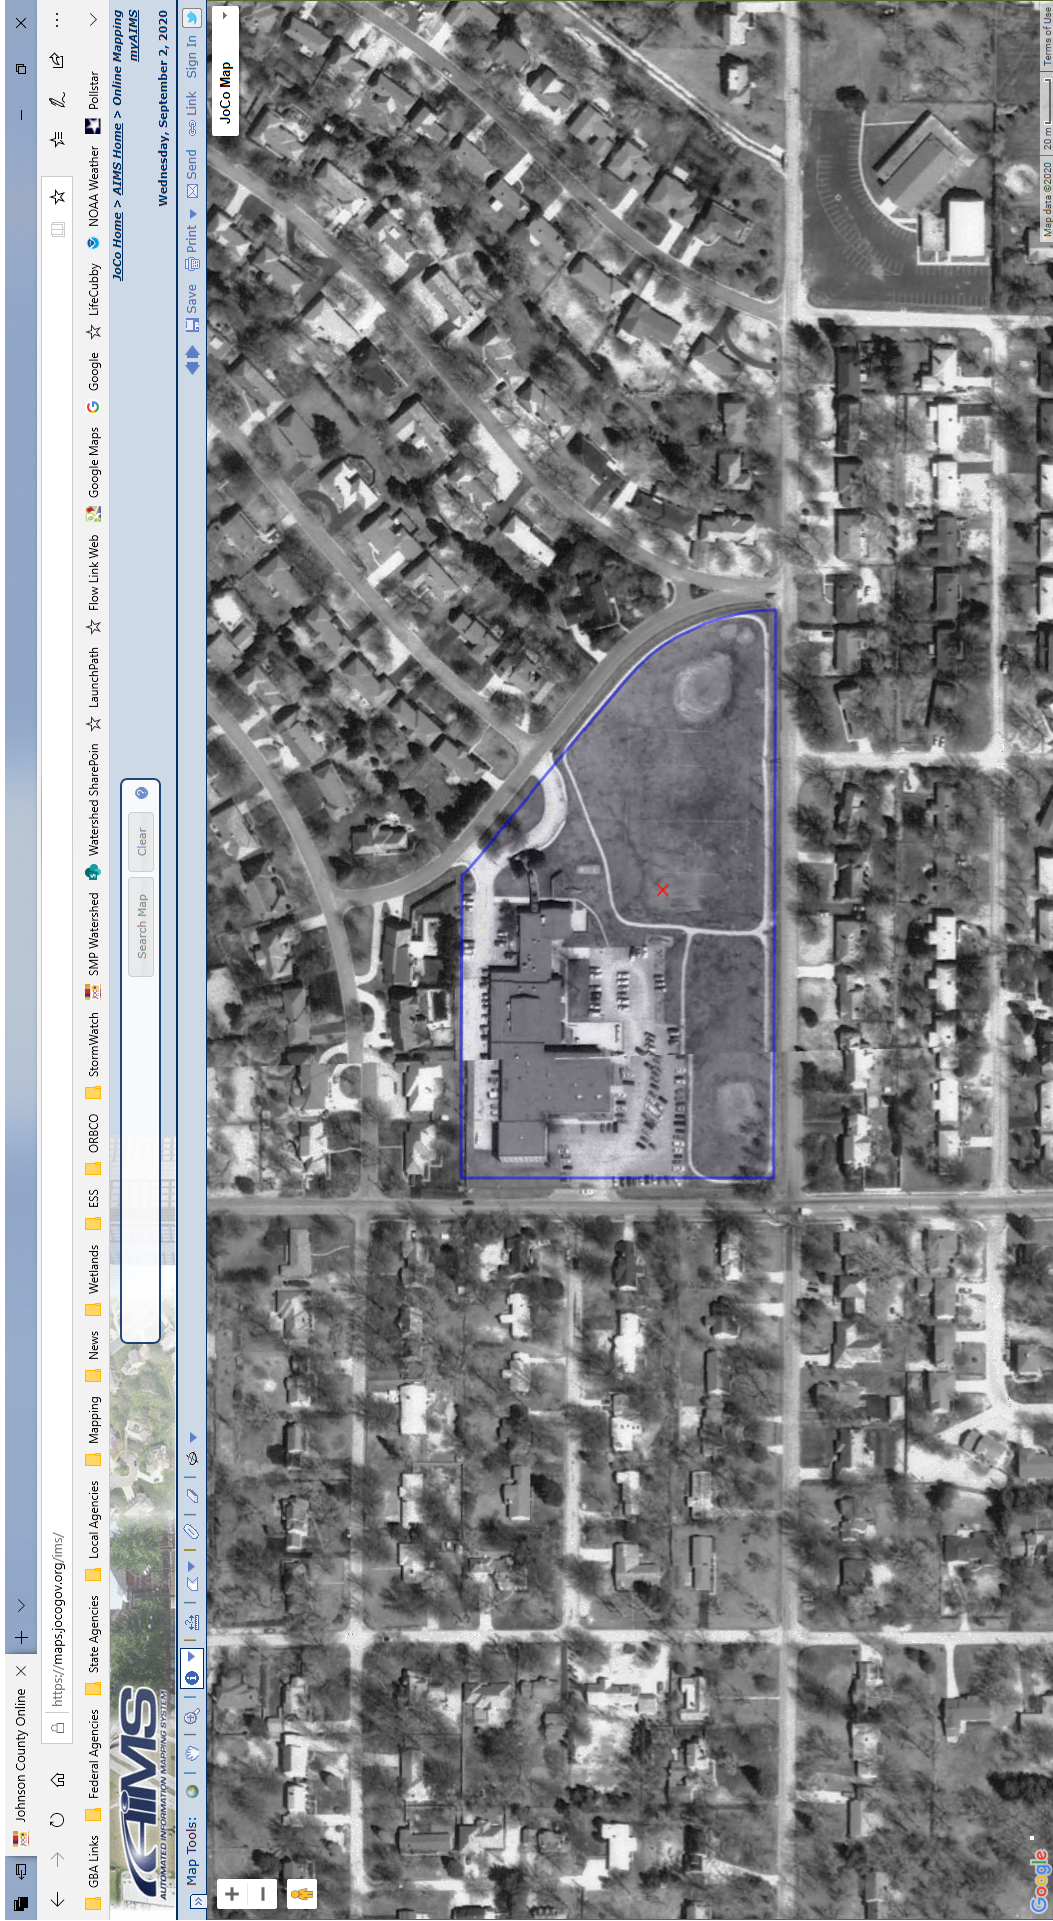 Johnson County Online
https://maps.jocogov.org/ims/
GBA Links Federal Agencies State Agencies Local Agencies Mapping News Wetlands ESS ORBCO StormWatch SMP Watershed Watershed SharePoin LaunchPath Flow Link Web Google Maps Google LifeCubby NOAA Weather Pollstar
AIMS
AUTOMATED INFORMATION MAPPING SYSTEM
Search Map Clear ?
JoCo Home > AIMS Home > Online Mapping
myAIMS
Wednesday, September 2, 2020
Map Tools: Save Print Send Link Sign In
JoCo Map
Google
Map data ©2020 20 m Terms of Use